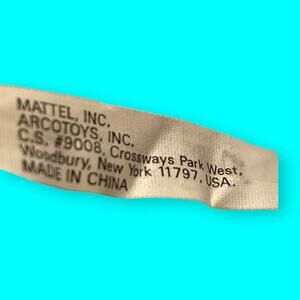 MATTEL, INC.
ARCOTOYS, INC.
C.S. #9008, Crossways Park West,
Woodbury, New York 11797, USA.
MADE IN CHINA